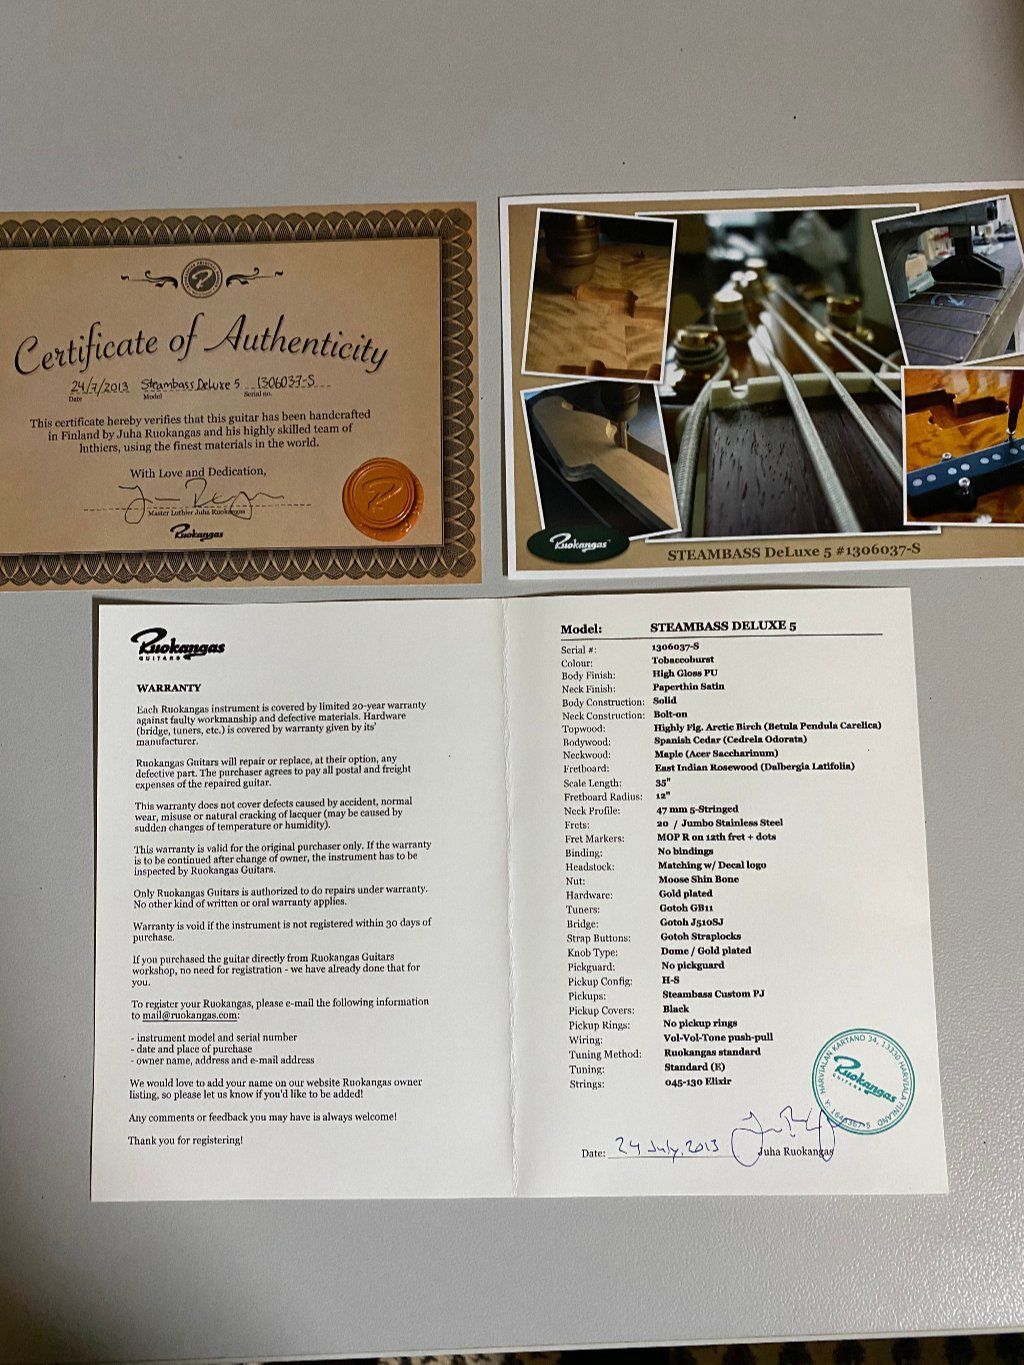 Certificate of Authenticity
24/7/2013 Steambass DeLuxe 5 1306037-S
Date Model Serial no.
This certificate hereby verifies that this guitar has been handcrafted
in Finland by Juha Ruokangas and his highly skilled team of
luthiers, using the finest materials in the world.
With Love and Dedication,
Master Luthier Juha Ruokangas
Ruokangas
Ruokangas
STEAMBASS DeLuxe 5 #1306037-S
Ruokangas
GUITARS
WARRANTY
Each Ruokangas instrument is covered by limited 20-year warranty
against faulty workmanship and defective materials. Hardware
(bridge, tuners, etc.) is covered by warranty given by its'
manufacturer.
Ruokangas Guitars will repair or replace, at their option, any
defective part. The purchaser agrees to pay all postal and freight
expenses of the repaired guitar.
This warranty does not cover defects caused by accident, normal
wear, misuse or natural cracking of lacquer (may be caused by
sudden changes of temperature or humidity).
This warranty is valid for the original purchaser only. If the warranty
is to be continued after change of owner, the instrument has to be
inspected by Ruokangas Guitars.
Only Ruokangas Guitars is authorized to do repairs under warranty.
No other kind of written or oral warranty applies.
Warranty is void if the instrument is not registered within 30 days of
purchase.
If you purchased the guitar directly from Ruokangas Guitars
workshop, no need for registration - we have already done that for
you.
To register your Ruokangas, please e-mail the following information
to mail@ruokangas.com:
- instrument model and serial number
- date and place of purchase
- owner name, address and e-mail address
We would love to add your name on our website Ruokangas owner
listing, so please let us know if you'd like to be added!
Any comments or feedback you may have is always welcome!
Thank you for registering!
Model: STEAMBASS DELUXE 5
Serial #: 1306037-S
Colour: Tobaccoburst
Body Finish: High Gloss PU
Neck Finish: Paperthin Satin
Body Construction: Solid
Neck Construction: Bolt-on
Topwood: Highly Fig. Arctic Birch (Betula Pendula Carelica)
Bodywood: Spanish Cedar (Cedrela Odorata)
Neckwood: Maple (Acer Saccharinum)
Fretboard: East Indian Rosewood (Dalbergia Latifolia)
Scale Length: 35"
Fretboard Radius: 12"
Neck Profile: 47 mm 5-Stringed
Frets: 20 / Jumbo Stainless Steel
Fret Markers: MOP R on 12th fret + dots
Binding: No bindings
Headstock: Matching w/ Decal logo
Nut: Moose Shin Bone
Hardware: Gold plated
Tuners: Gotoh GB11
Bridge: Gotoh J510SJ
Strap Buttons: Gotoh Straplocks
Knob Type: Dome / Gold plated
Pickguard: No pickguard
Pickup Config: H-S
Pickups: Steambass Custom PJ
Pickup Covers: Black
Pickup Rings: No pickup rings
Wiring: Vol-Vol-Tone push-pull
Tuning Method: Ruokangas standard
Tuning: Standard (E)
Strings: 045-130 Elixir
HARVIALAN KARTANO 34, 13330 HARVIALA FINLAND
Ruokangas
GUITARS
Date: 24 July, 2013
Juha Ruokangas